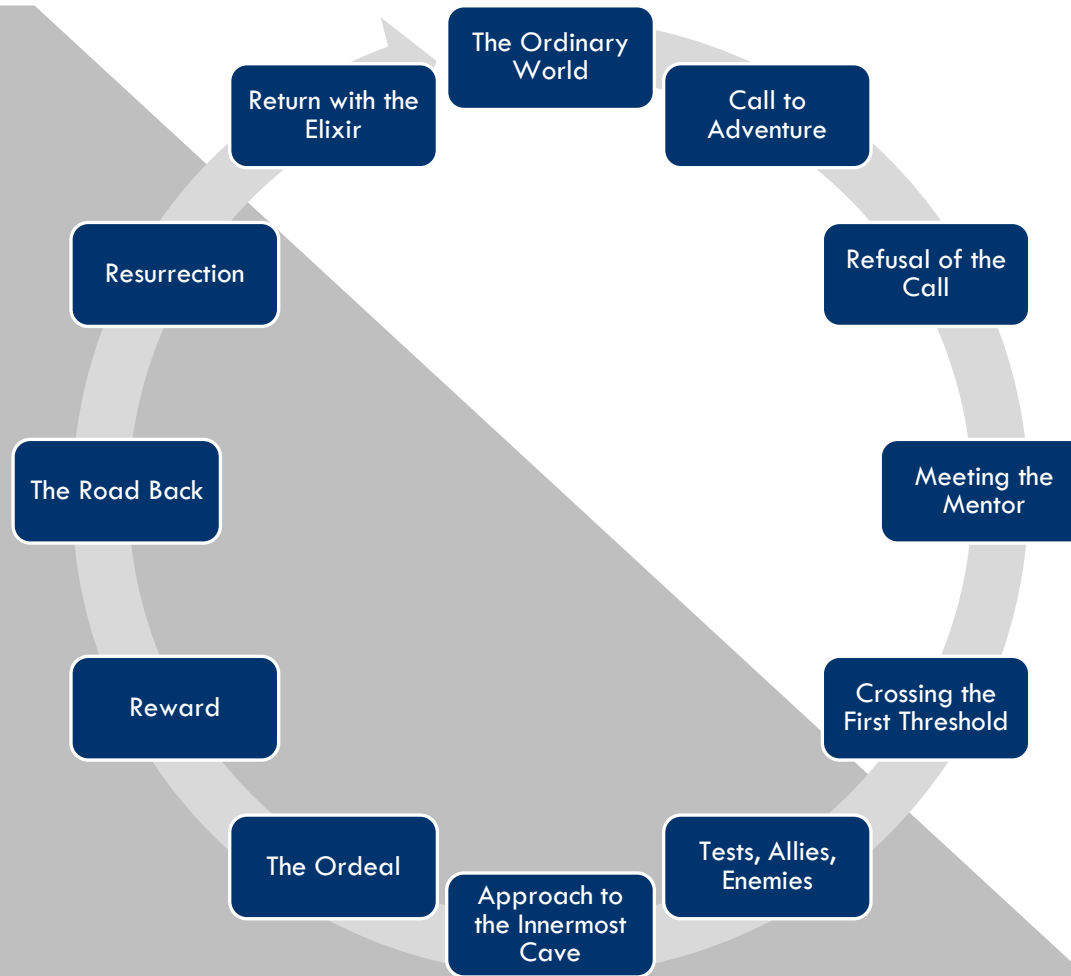 The Ordinary
World
Call to
Adventure
Refusal of the
Call
Meeting the
Mentor
Crossing the
First Threshold
Tests, Allies,
Enemies
Approach to
the Innermost
Cave
The Ordeal
Reward
The Road Back
Resurrection
Return with the
Elixir